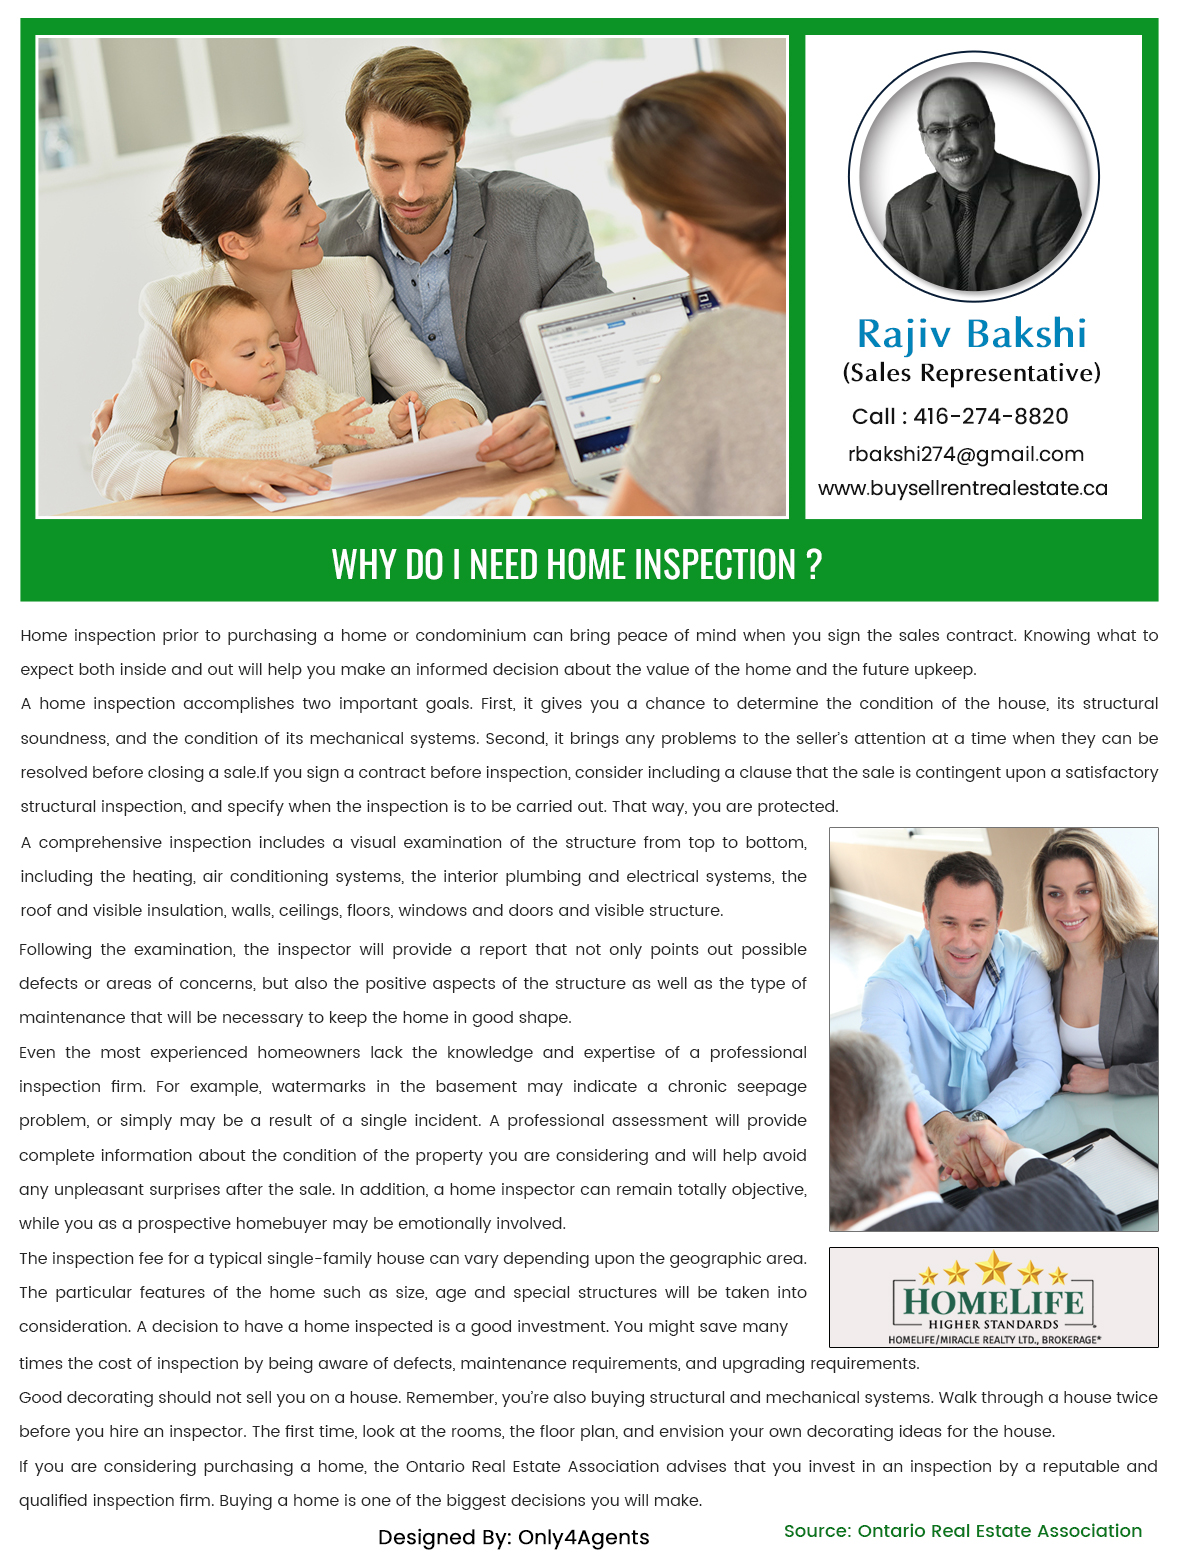 Rajiv Bakshi
(Sales Representative)
Call : 416-274-8820
rbakshi274@gmail.com
www.buysellrentrealestate.ca
WHY DO I NEED HOME INSPECTION ?
Home inspection prior to purchasing a home or condominium can bring peace of mind when you sign the sales contract. Knowing what to
expect both inside and out will help you make an informed decision about the value of the home and the future upkeep.
A home inspection accomplishes two important goals. First, it gives you a chance to determine the condition of the house, its structural
soundness, and the condition of its mechanical systems. Second, it brings any problems to the seller's attention at a time when they can be
resolved before closing a sale.If you sign a contract before inspection, consider including a clause that the sale is contingent upon a satisfactory
structural inspection, and specify when the inspection is to be carried out. That way, you are protected.
A comprehensive inspection includes a visual examination of the structure from top to bottom,
including the heating, air conditioning systems, the interior plumbing and electrical systems, the
roof and visible insulation, walls, ceilings, floors, windows and doors and visible structure.
Following the examination, the inspector will provide a report that not only points out possible
defects or areas of concerns, but also the positive aspects of the structure as well as the type of
maintenance that will be necessary to keep the home in good shape.
Even the most experienced homeowners lack the knowledge and expertise of a professional
inspection firm. For example, watermarks in the basement may indicate a chronic seepage
problem, or simply may be a result of a single incident. A professional assessment will provide
complete information about the condition of the property you are considering and will help avoid
any unpleasant surprises after the sale. In addition, a home inspector can remain totally objective,
while you as a prospective homebuyer may be emotionally involved.
The inspection fee for a typical single-family house can vary depending upon the geographic area.
The particular features of the home such as size, age and special structures will be taken into
consideration. A decision to have a home inspected is a good investment. You might save many
times the cost of inspection by being aware of defects, maintenance requirements, and upgrading requirements.
Good decorating should not sell you on a house. Remember, you're also buying structural and mechanical systems. Walk through a house twice
before you hire an inspector. The first time, look at the rooms, the floor plan, and envision your own decorating ideas for the house.
If you are considering purchasing a home, the Ontario Real Estate Association advises that you invest in an inspection by a reputable and
qualified inspection firm. Buying a home is one of the biggest decisions you will make.
HOMELIFE
HIGHER STANDARDS
HOMELIFE/MIRACLE REALTY LTD., BROKERAGE*
Designed By: Only4Agents
Source: Ontario Real Estate Association